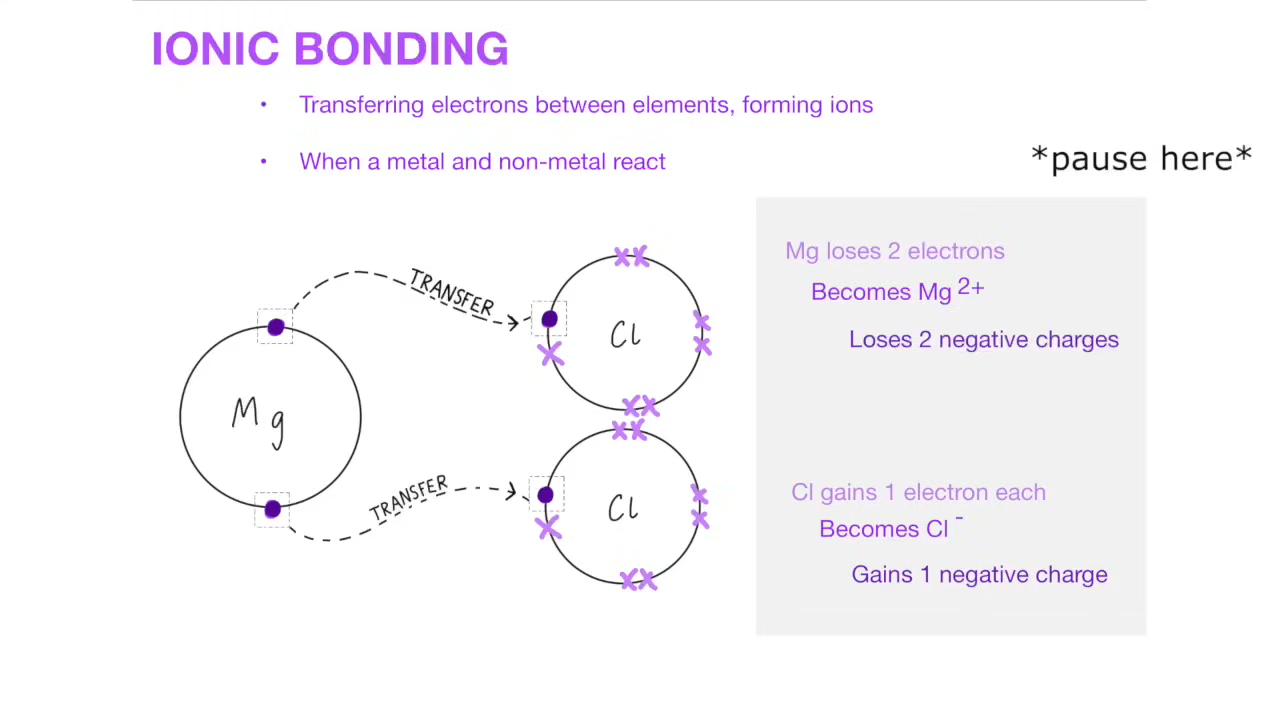 IONIC BONDING
• Transferring electrons between elements, forming ions
• When a metal and non-metal react
*pause here*
TRANSFER
Cl
Mg
TRANSFER
Cl
Mg loses 2 electrons
Becomes Mg 2+
Loses 2 negative charges
Cl gains 1 electron each
Becomes Cl -
Gains 1 negative charge